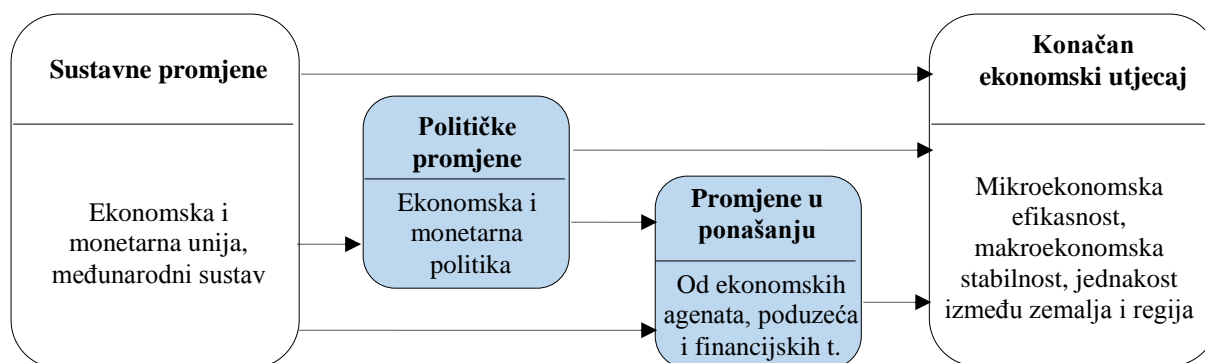 Sustavne promjene
Ekonomska i
monetarna unija,
međunarodni sustav
Političke
promjene
Ekonomska i
monetarna
politika
Promjene u
ponašanju
Od ekonomskih
agenata, poduzeća
i financijskih t.
Konačan
ekonomski utjecaj
Mikroekonomska
efikasnost,
makroekonomska
stabilnost, jednakost
između zemalja i regija